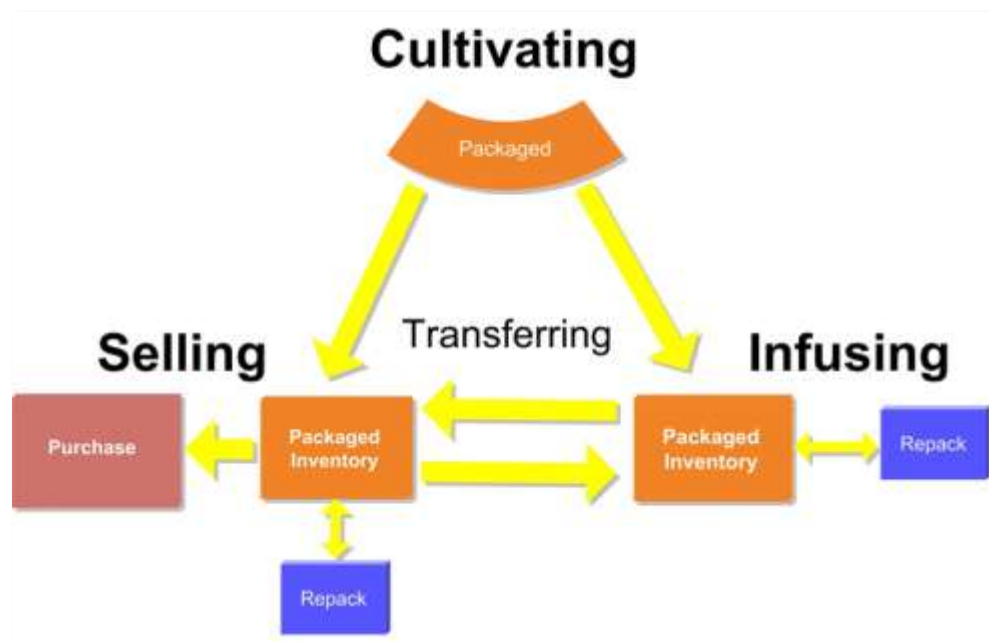 Cultivating
Packaged
Transferring
Selling
Infusing
Purchase
Packaged
Inventory
Packaged
Inventory
Repack
Repack